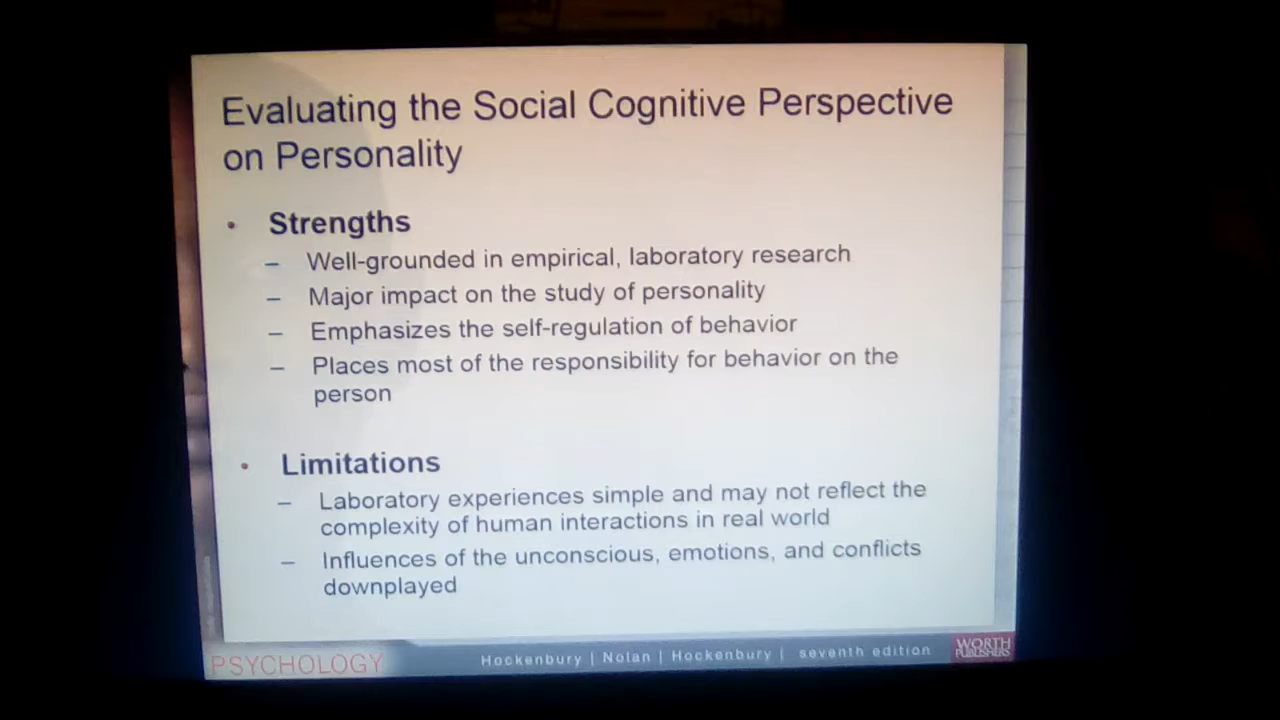 Evaluating the Social Cognitive Perspective
on Personality
• Strengths
– Well-grounded in empirical, laboratory research
– Major impact on the study of personality
– Emphasizes the self-regulation of behavior
– Places most of the responsibility for behavior on the
person
• Limitations
– Laboratory experiences simple and may not reflect the
complexity of human interactions in real world
– Influences of the unconscious, emotions, and conflicts
downplayed
PSYCHOLOGY
Hockenbury | Nolan | Hockenbury | seventh edition
WORTH
PUBLISHERS